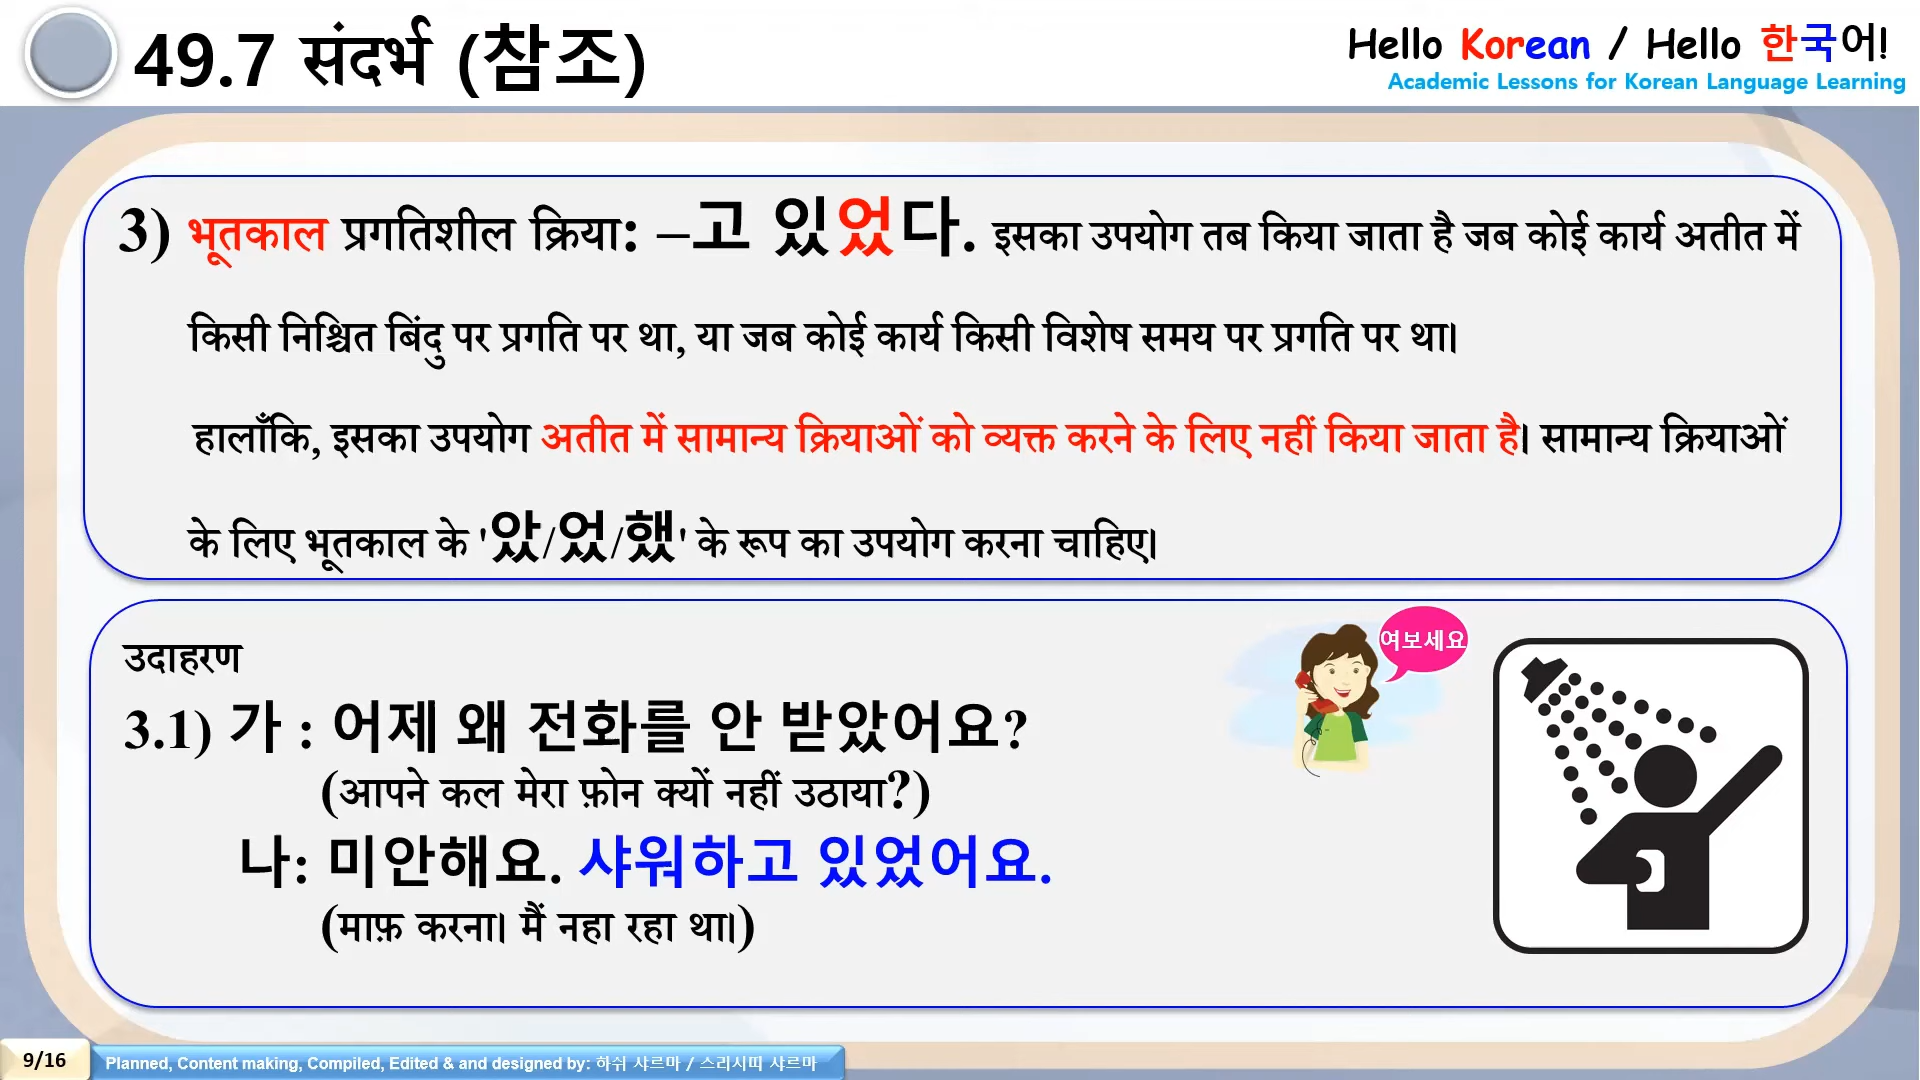 49.7 संदर्भ (참조)
Hello Korean / Hello 한국어!
Academic Lessons for Korean Language Learning
3) भूतकाल प्रगतिशील क्रिया: –고 있었다. इसका उपयोग तब किया जाता है जब कोई कार्य अतीत में
किसी निश्चित बिंदु पर प्रगति पर था, या जब कोई कार्य किसी विशेष समय पर प्रगति पर था।
हालाँकि, इसका उपयोग अतीत में सामान्य क्रियाओं को व्यक्त करने के लिए नहीं किया जाता है। सामान्य क्रियाओं
के लिए भूतकाल के '았/었/했' के रूप का उपयोग करना चाहिए।
उदाहरण
3.1) 가 : 어제 왜 전화를 안 받았어요?
(आपने कल मेरा फ़ोन क्यों नहीं उठाया?)
나: 미안해요. 샤워하고 있었어요.
(माफ़ करना। मैं नहा रहा था।)
여보세요
9/16
Planned, Content making, Compiled, Edited & and designed by: 하쉬 샤르마 / 스리시띠 샤르마